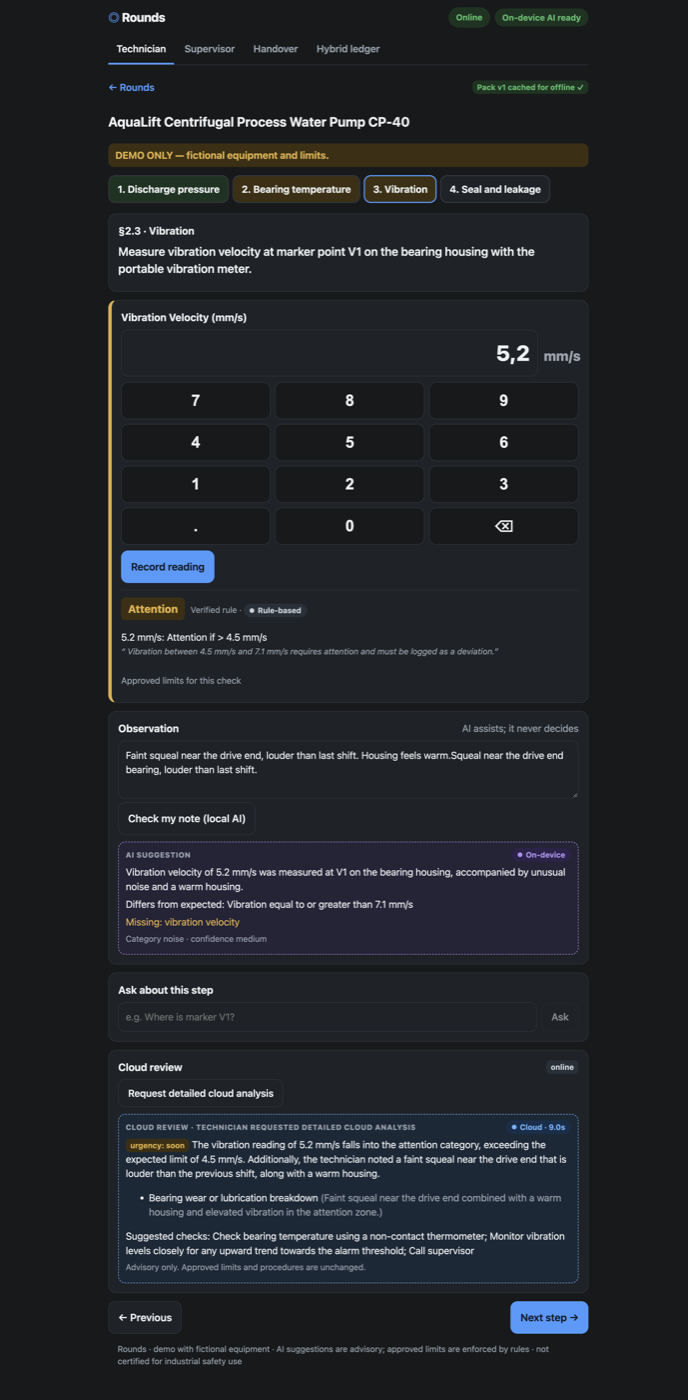 Rounds
Online
On-device AI ready
Technician
Supervisor
Handover
Hybrid ledger
← Rounds
Pack v1 cached for offline ✓
AquaLift Centrifugal Process Water Pump CP-40
DEMO ONLY — fictional equipment and limits.
1. Discharge pressure
2. Bearing temperature
3. Vibration
4. Seal and leakage
§2.3 · Vibration
Measure vibration velocity at marker point V1 on the bearing housing with the
portable vibration meter.
Vibration Velocity (mm/s)
5,2 mm/s
7 8 9
4 5 6
1 2 3
. 0 ⌫
Record reading
Attention Verified rule · ● Rule-based
5.2 mm/s: Attention if > 4.5 mm/s
“ Vibration between 4.5 mm/s and 7.1 mm/s requires attention and must be logged as a deviation.”
Approved limits for this check
Observation
AI assists; it never decides
Faint squeal near the drive end, louder than last shift. Housing feels warm.Squeal near the drive end
bearing, louder than last shift.
Check my note (local AI)
AI SUGGESTION
● On-device
Vibration velocity of 5.2 mm/s was measured at V1 on the bearing housing, accompanied by unusual
noise and a warm housing.
Differs from expected: Vibration equal to or greater than 7.1 mm/s
Missing: vibration velocity
Category noise · confidence medium
Ask about this step
e.g. Where is marker V1?
Ask
Cloud review
online
Request detailed cloud analysis
CLOUD REVIEW · TECHNICIAN REQUESTED DETAILED CLOUD ANALYSIS
● Cloud · 9.0s
urgency: soon The vibration reading of 5.2 mm/s falls into the attention category, exceeding the
expected limit of 4.5 mm/s. Additionally, the technician noted a faint squeal near the drive end that is
louder than the previous shift, along with a warm housing.
• Bearing wear or lubrication breakdown (Faint squeal near the drive end combined with a warm
housing and elevated vibration in the attention zone.)
Suggested checks: Check bearing temperature using a non-contact thermometer; Monitor vibration
levels closely for any upward trend towards the alarm threshold; Call supervisor
Advisory only. Approved limits and procedures are unchanged.
← Previous
Next step →
Rounds · demo with fictional equipment · AI suggestions are advisory; approved limits are enforced by rules · not
certified for industrial safety use